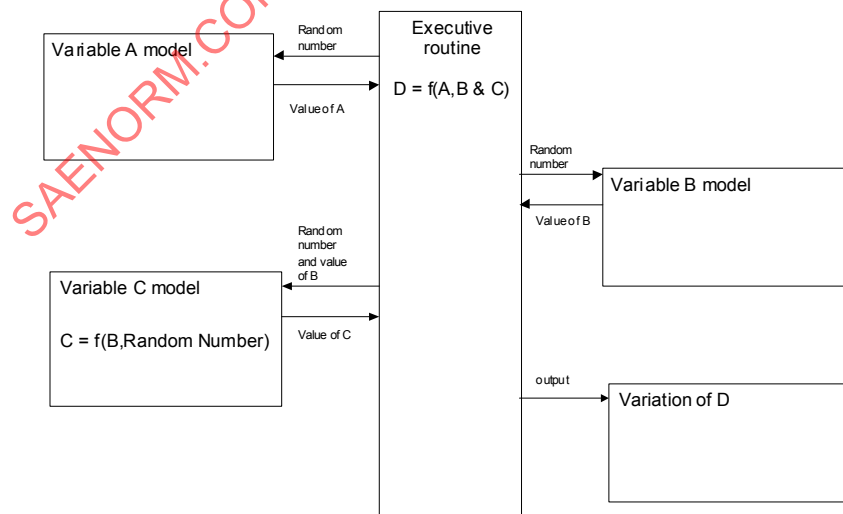 Variable A model
Random
number
Value of A
Executive
routine
D = f(A,B & C)
Random
number
Variable B model
Value of B
Random
number
and value
of B
Variable C model
C = f(B,Random Number)
Value of C
output
Variation of D
SAENORM.CO